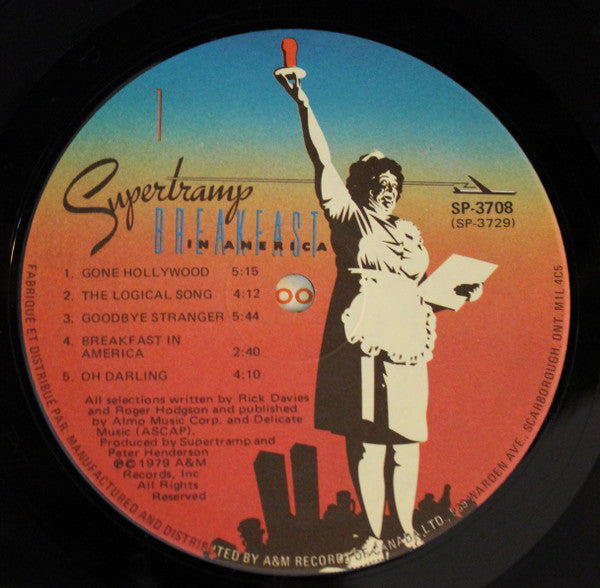 1
Supertramp
BREAKFAST
IN AMERICA
SP-3708
(SP-3729)
1. GONE HOLLYWOOD 5:15
2. THE LOGICAL SONG 4:12
3. GOODBYE STRANGER 5:44
4. BREAKFAST IN
AMERICA 2:40
5. OH DARLING 4:10
All selections written by Rick Davies
and Roger Hodgson and published
by Almo Music Corp. and Delicate
Music (ASCAP).
Produced by Supertramp and
Peter Henderson
℗© 1979 A&M
Records, Inc
All Rights
Reserved
FABRIQUÉ ET DISTRIBUÉ PAR: MANUFACTURED AND DISTRIBUTED BY A&M RECORDS OF CANADA LTD., WARDEN AVE., SCARBOROUGH, ONT. M1L 4C5